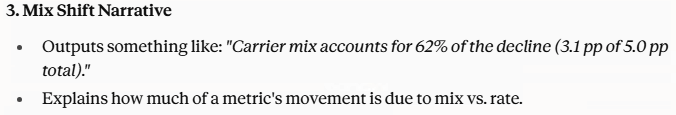 3. Mix Shift Narrative
• Outputs something like: "Carrier mix accounts for 62% of the decline (3.1 pp of 5.0 pp
total)."
• Explains how much of a metric's movement is due to mix vs. rate.